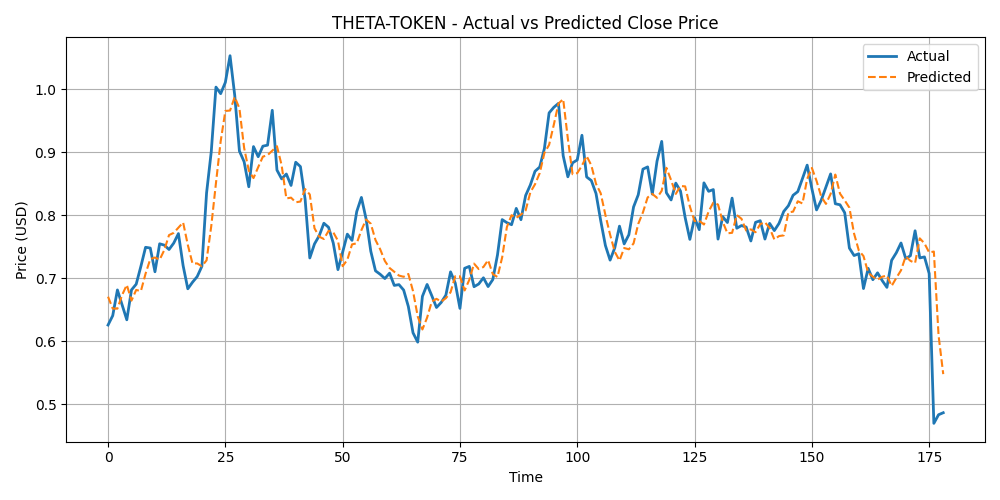 THETA-TOKEN - Actual vs Predicted Close Price
Actual
Predicted
Price (USD)
1.0
0.9
0.8
0.7
0.6
0.5
0
25
50
75
100
125
150
175
Time